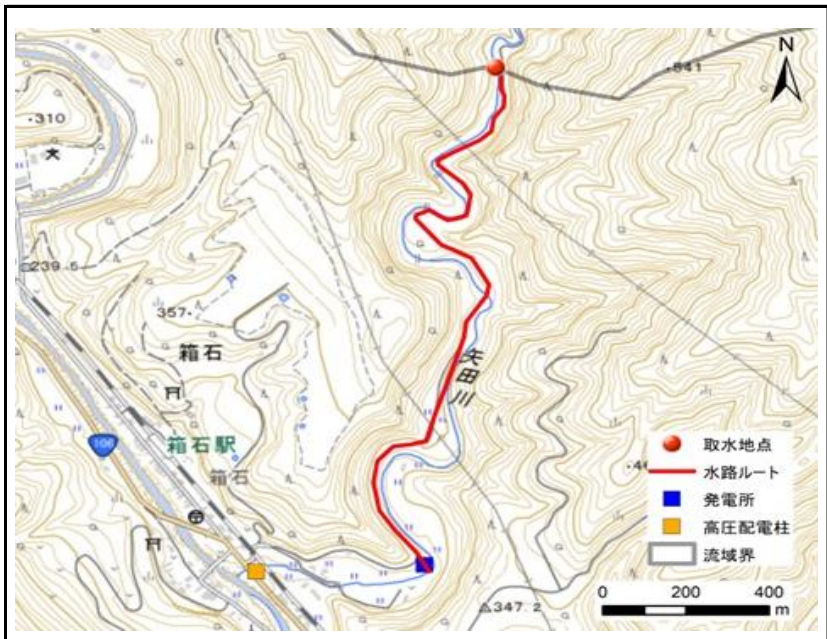 N
・541
・310
239.5
357・
箱石
矢田川
106
箱石駅
箱石
取水地点
水路ルート
発電所
高圧配電柱
流域界
△347.2
0 200 400
m